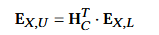 𝐄_{X,U} = 𝐇_C^T · 𝐄_{X,L}